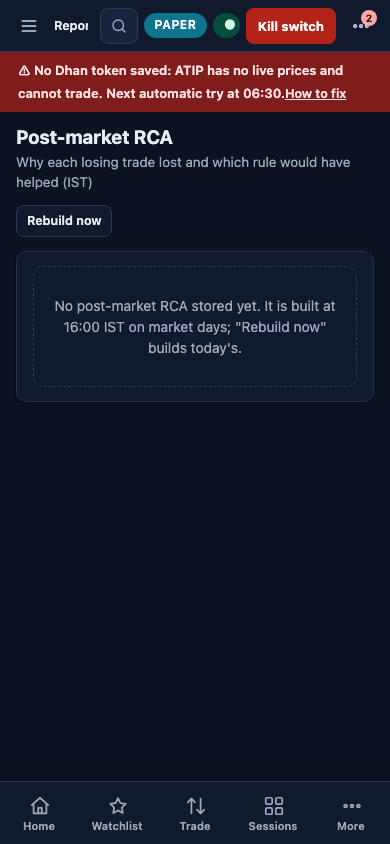 Repor
PAPER
Kill switch
2
⚠ No Dhan token saved: ATIP has no live prices and
cannot trade. Next automatic try at 06:30.How to fix
Post-market RCA
Why each losing trade lost and which rule would have
helped (IST)
Rebuild now
No post-market RCA stored yet. It is built at
16:00 IST on market days; "Rebuild now"
builds today's.
Home
Watchlist
Trade
Sessions
More